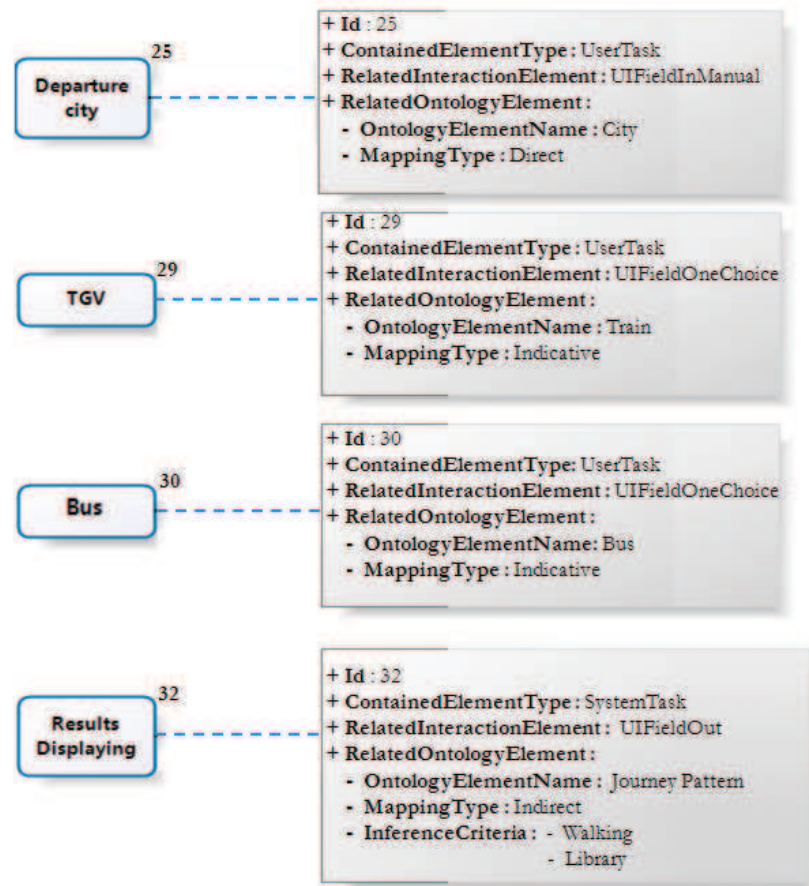 25
Departure
city
+ Id : 25
+ ContainedElementType : UserTask
+ RelatedInteractionElement : UIFieldInManual
+ RelatedOntologyElement :
- OntologyElementName : City
- MappingType : Direct
29
TGV
+ Id : 29
+ ContainedElementType : UserTask
+ RelatedInteractionElement : UIFieldOneChoice
+ RelatedOntologyElement :
- OntologyElementName : Train
- MappingType : Indicative
30
Bus
+ Id : 30
+ ContainedElementType: UserTask
+ RelatedInteractionElement : UIFieldOneChoice
+ RelatedOntologyElement :
- OntologyElementName: Bus
- MappingType : Indicative
32
Results
Displaying
+ Id : 32
+ ContainedElementType : SystemTask
+ RelatedInteractionElement : UIFieldOut
+ RelatedOntologyElement :
- OntologyElementName : Journey Pattern
- MappingType : Indirect
- InferenceCriteria : - Walking
- Library